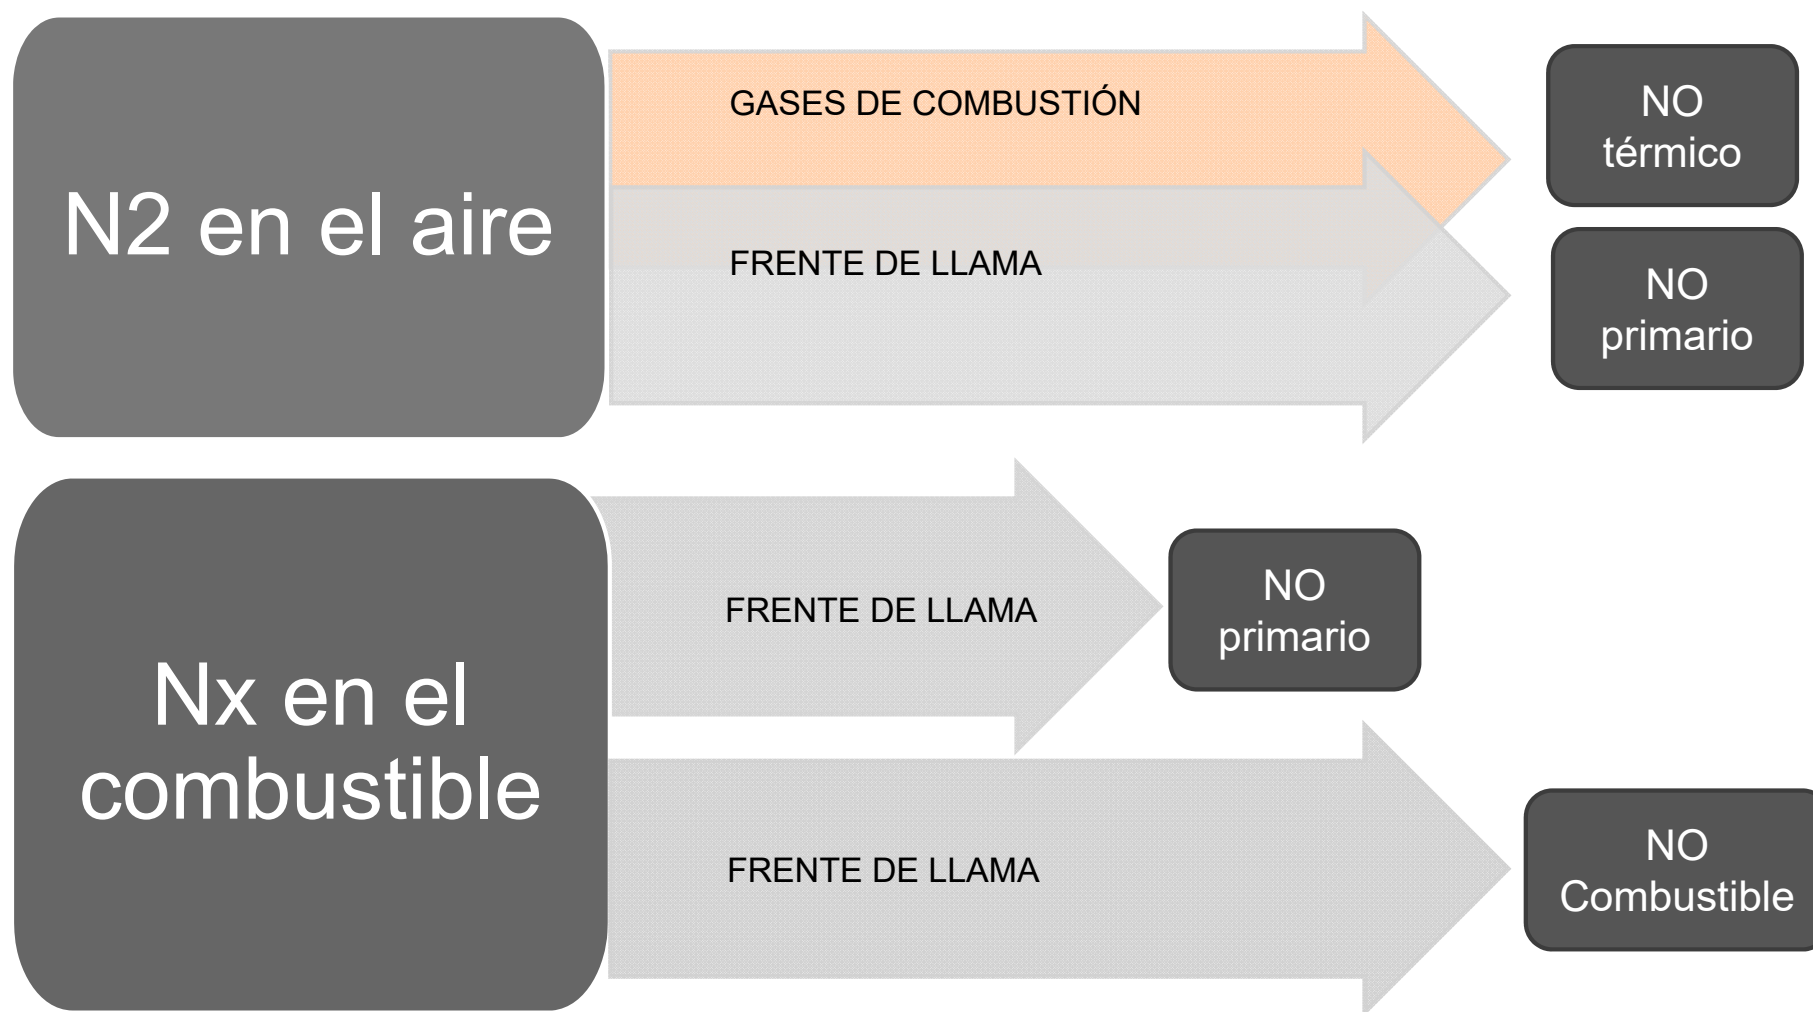 N2 en el aire
GASES DE COMBUSTIÓN
NO
térmico
FRENTE DE LLAMA
NO
primario
Nx en el
combustible
FRENTE DE LLAMA
NO
primario
FRENTE DE LLAMA
NO
Combustible